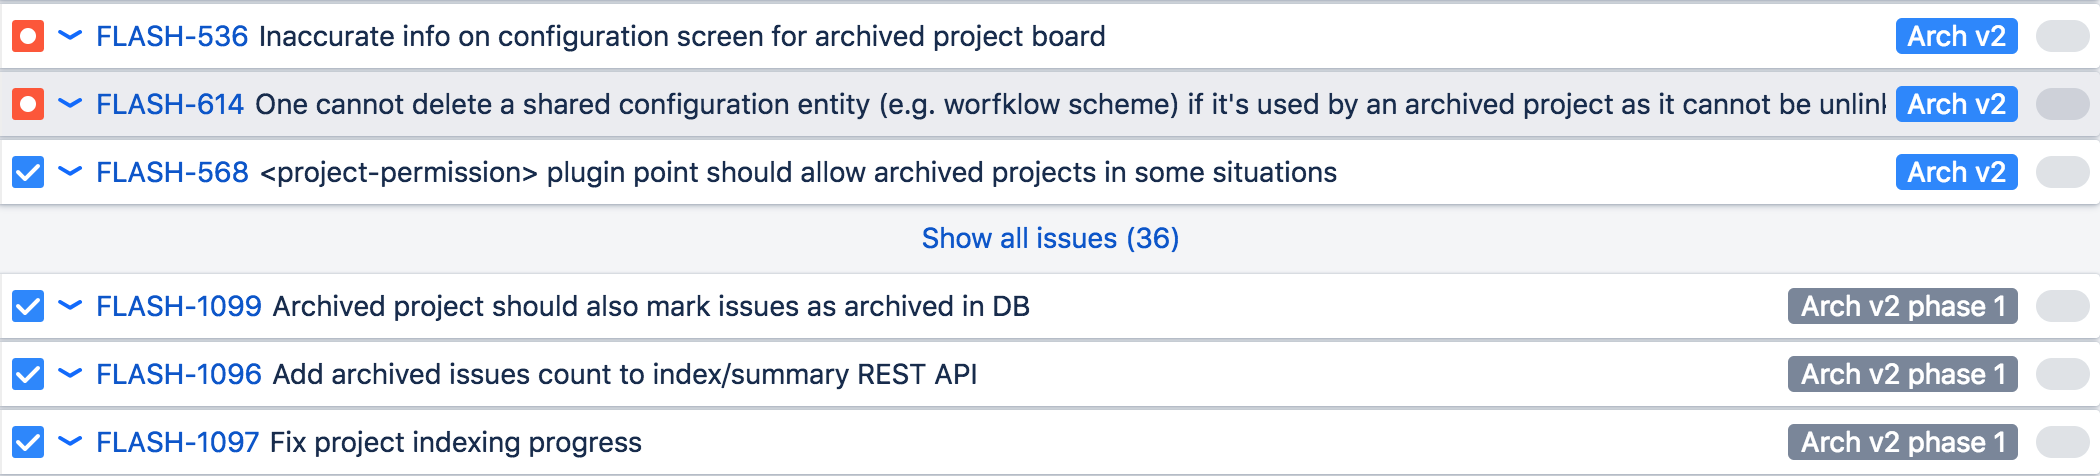 FLASH-536 Inaccurate info on configuration screen for archived project board Arch v2
FLASH-614 One cannot delete a shared configuration entity (e.g. worfklow scheme) if it's used by an archived project as it cannot be unlink Arch v2
FLASH-568 <project-permission> plugin point should allow archived projects in some situations Arch v2
Show all issues (36)
FLASH-1099 Archived project should also mark issues as archived in DB Arch v2 phase 1
FLASH-1096 Add archived issues count to index/summary REST API Arch v2 phase 1
FLASH-1097 Fix project indexing progress Arch v2 phase 1